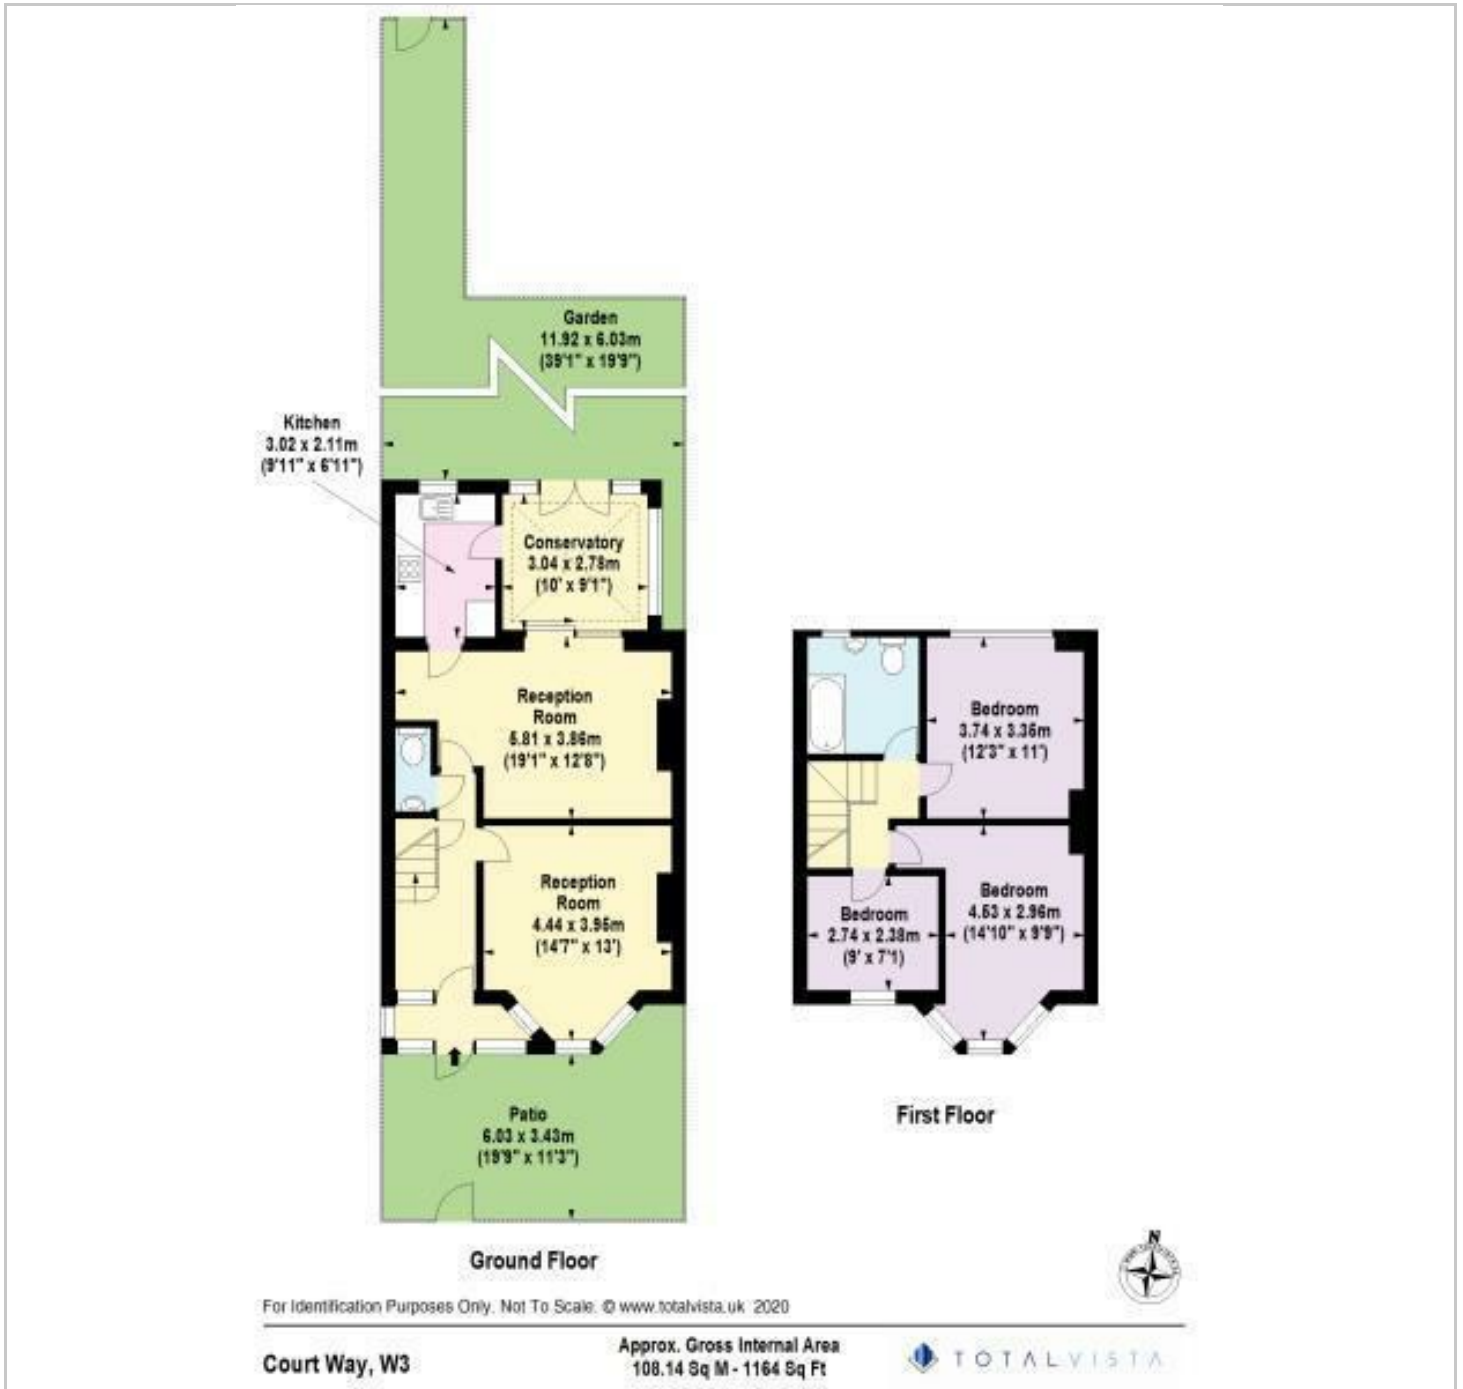 Garden
11.92 x 6.03m
(39'1" x 19'9")
Kitchen
3.02 x 2.11m
(9'11" x 6'11")
Conservatory
3.04 x 2.78m
(10' x 9'1")
Reception
Room
5.81 x 3.86m
(19'1" x 12'8")
Reception
Room
4.44 x 3.95m
(14'7" x 13')
Patio
6.03 x 3.43m
(19'9" x 11'3")
Ground Floor
Bedroom
3.74 x 3.35m
(12'3" x 11')
Bedroom
4.53 x 2.96m
(14'10" x 9'9")
Bedroom
2.74 x 2.38m
(9' x 7'1)
First Floor
N
For Identification Purposes Only. Not To Scale. © www.totalvista.uk 2020
Court Way, W3
Approx. Gross Internal Area
108.14 Sq M - 1164 Sq Ft
TOTALVISTA